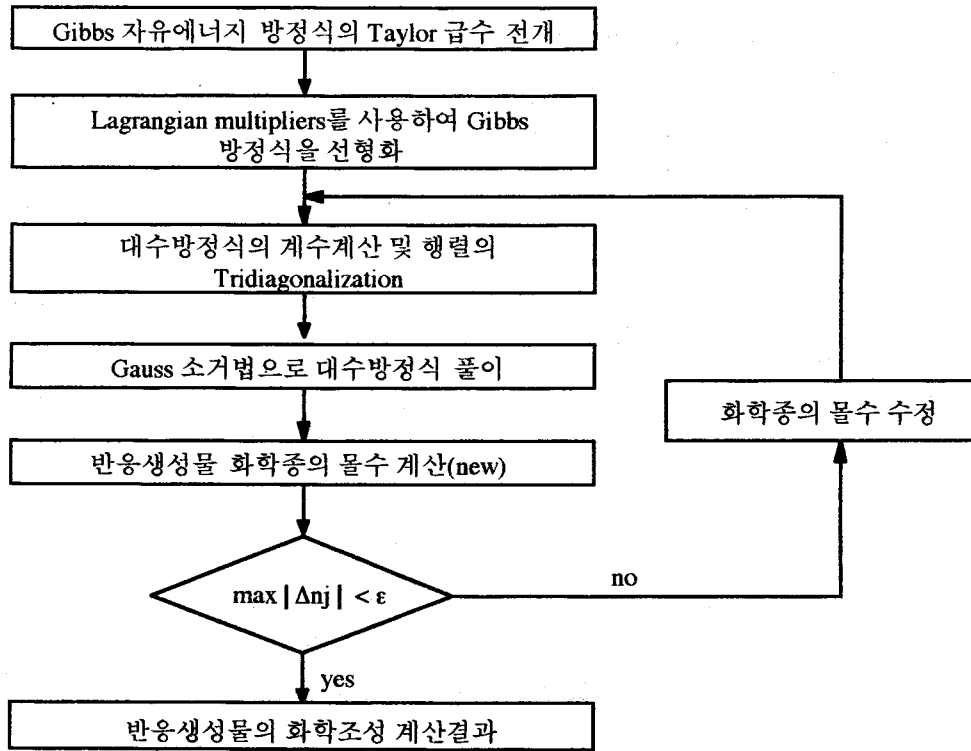 Gibbs 자유에너지 방정식의 Taylor 급수 전개
Lagrangian multipliers를 사용하여 Gibbs
방정식을 선형화
대수방정식의 계수계산 및 행렬의
Tridiagonalization
Gauss 소거법으로 대수방정식 풀이
화학종의 몰수 수정
반응생성물 화학종의 몰수 계산(new)
max | Δnj | < ε
no
yes
반응생성물의 화학조성 계산결과